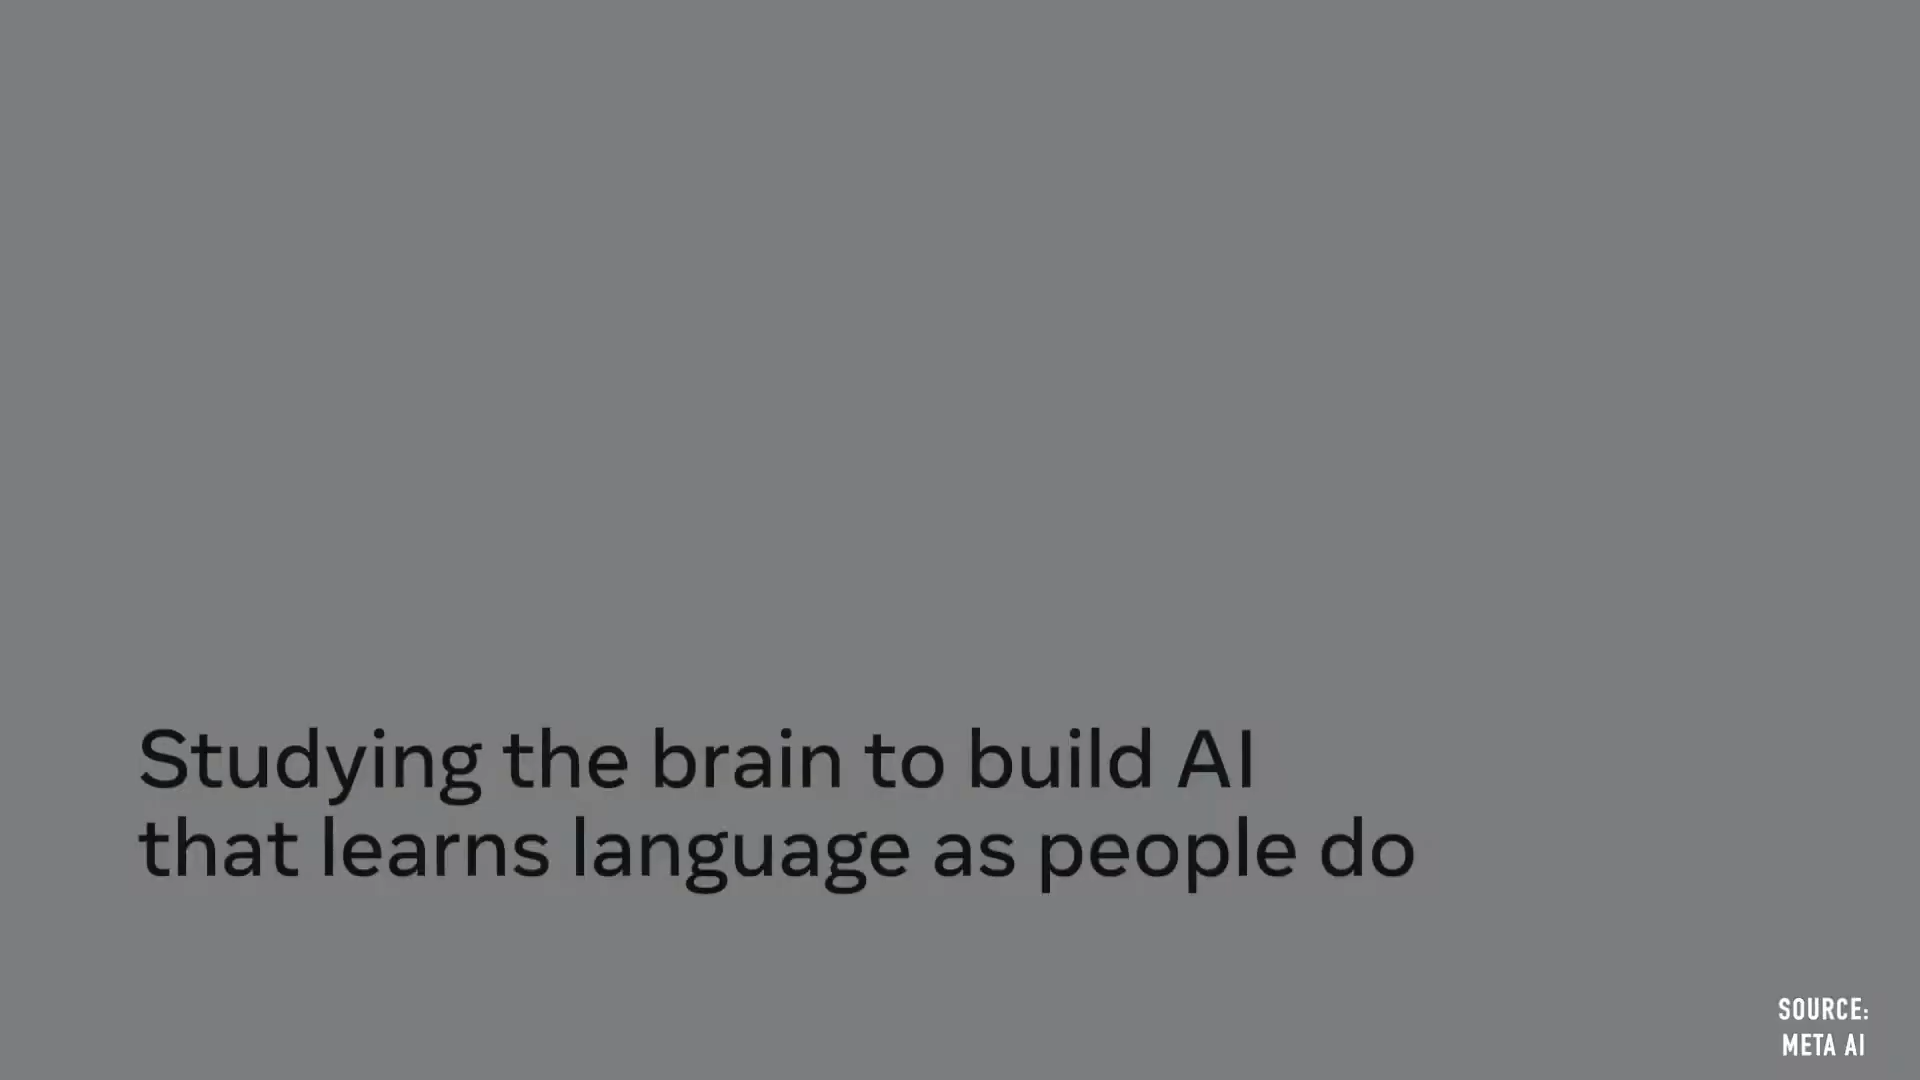 Studying the brain to build AI
that learns language as people do
SOURCE:
META AI